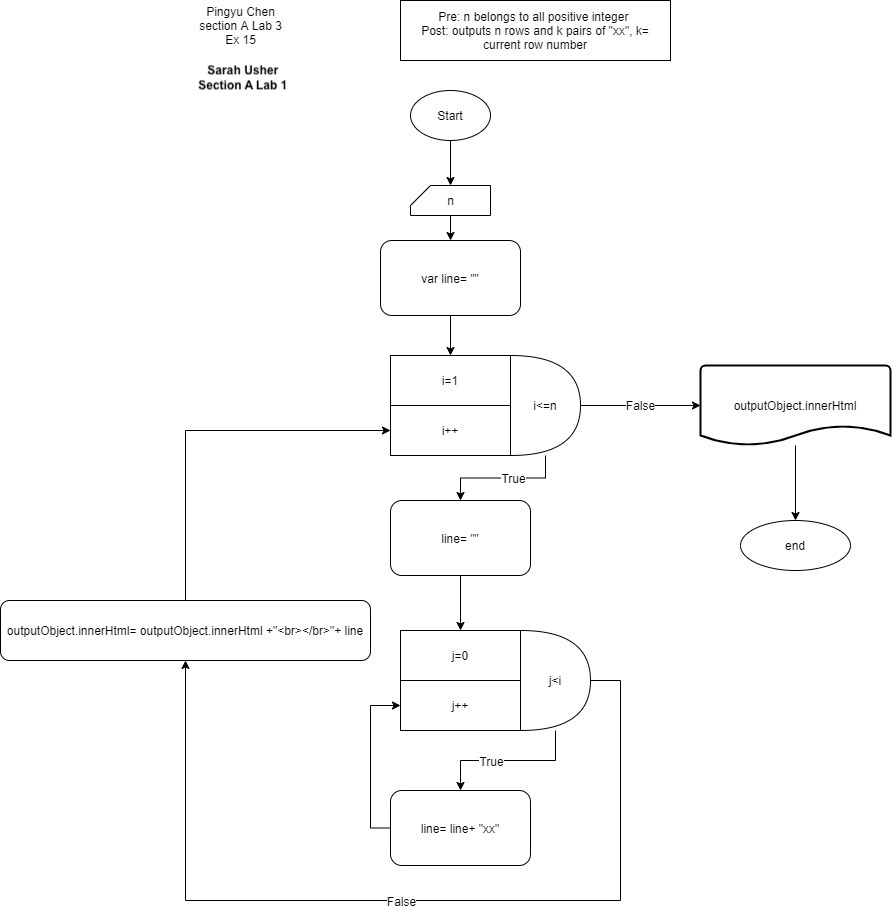 Pingyu Chen
section A Lab 3
Ex 15
Sarah Usher
Section A Lab 1
Pre: n belongs to all positive integer
Post: outputs n rows and k pairs of "xx", k=
current row number
Start
n
var line= ""
i=1
i++
i<=n
False
outputObject.innerHtml
True
line= ""
end
outputObject.innerHtml= outputObject.innerHtml +"<br></br>"+ line
j=0
j++
j<i
True
line= line+ "xx"
False